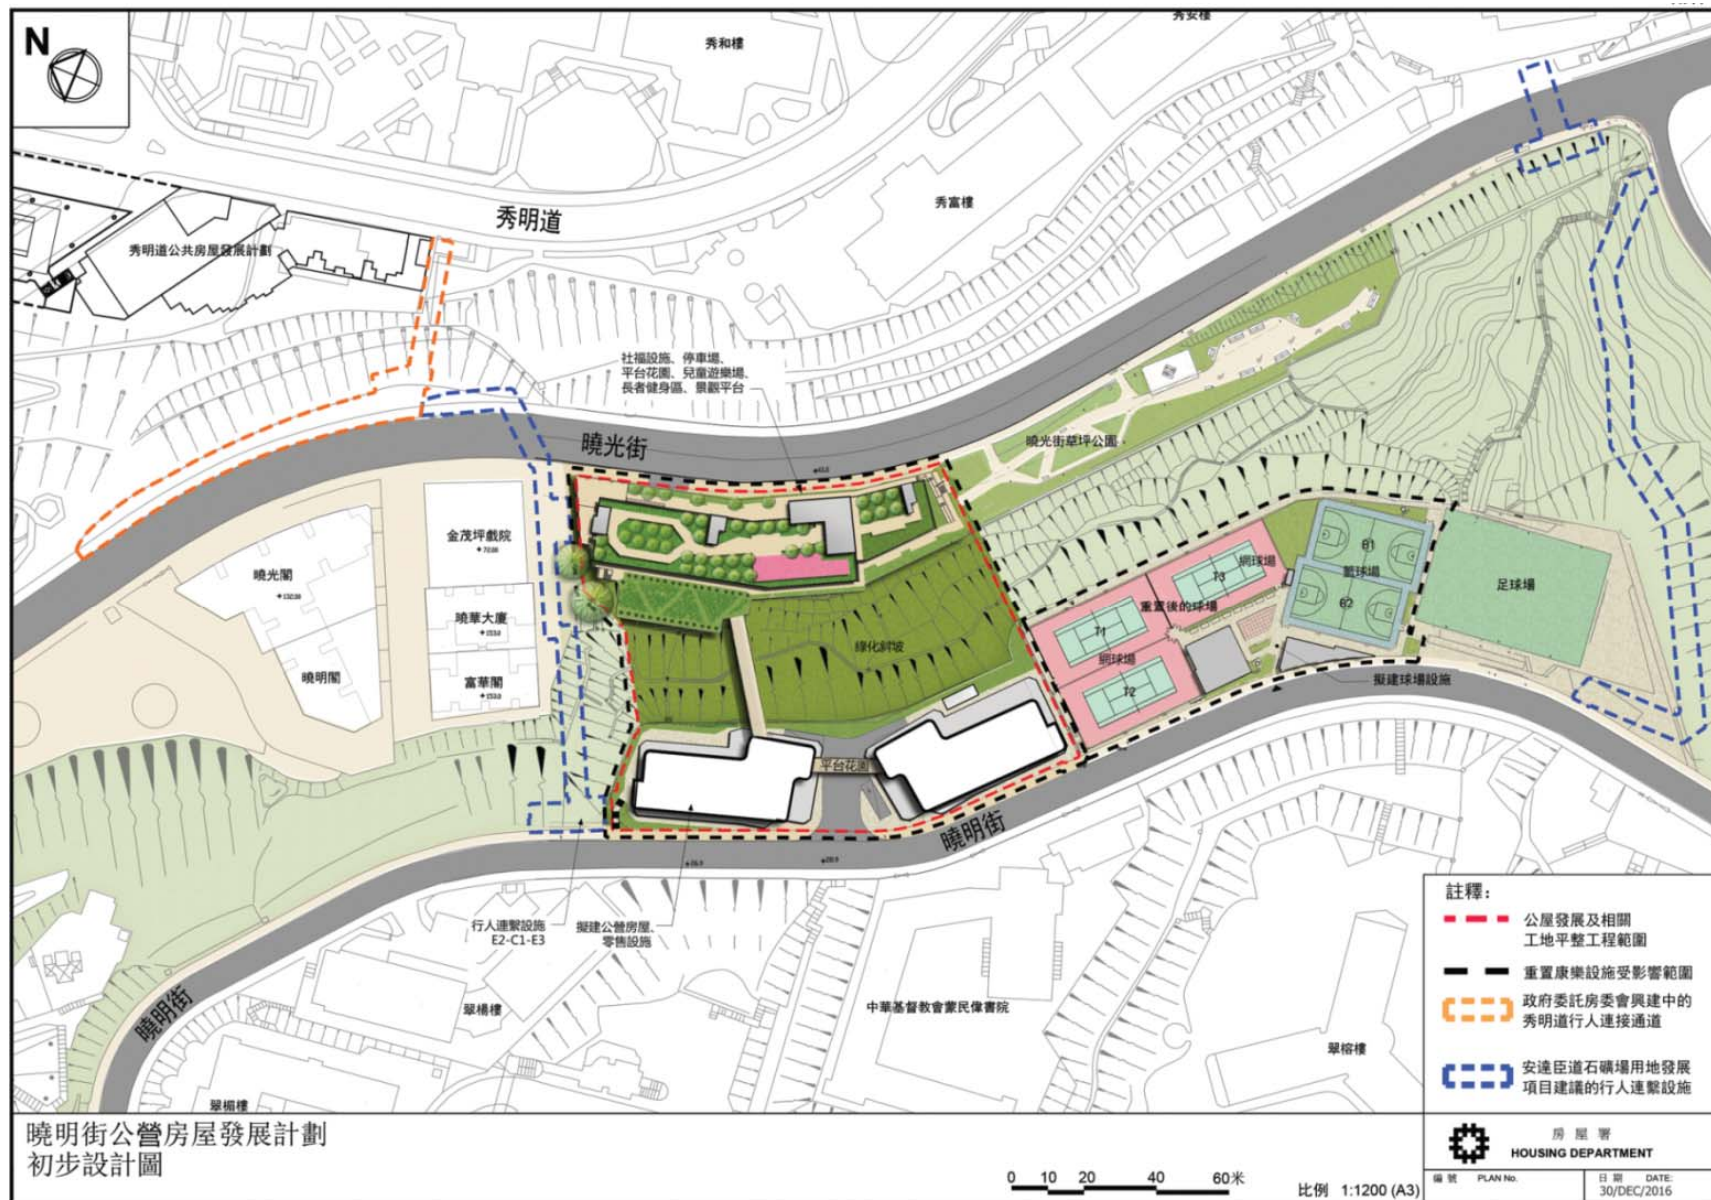 N
秀安樓
秀和樓
秀明道
秀富樓
秀明道公共房屋發展計劃
社福設施、停車場、
平台花園、兒童遊樂場、
長者健身區、景觀平台
曉光街
曉光街草坪公園
金茂坪戲院
曉光閣
曉華大廈
曉明閣
富華閣
綠化斜坡
平台花園
網球場
T3
重置後的球場
T1
網球場
T2
B1
籃球場
B2
足球場
擬建球場設施
曉明街
行人連繫設施
E2-C1-E3
擬建公營房屋、
零售設施
曉明街
翠楊樓
中華基督教會蒙民偉書院
翠榕樓
翠楣樓
註釋：
公屋發展及相關
工地平整工程範圍
重置康樂設施受影響範圍
政府委託房委會興建中的
秀明道行人連接通道
安達臣道石礦場用地發展
項目建議的行人連繫設施
曉明街公營房屋發展計劃
初步設計圖
0 10 20 40 60米
比例 1:1200 (A3)
房屋署
HOUSING DEPARTMENT
編號 PLAN No.
日期 DATE:
30/DEC/2016